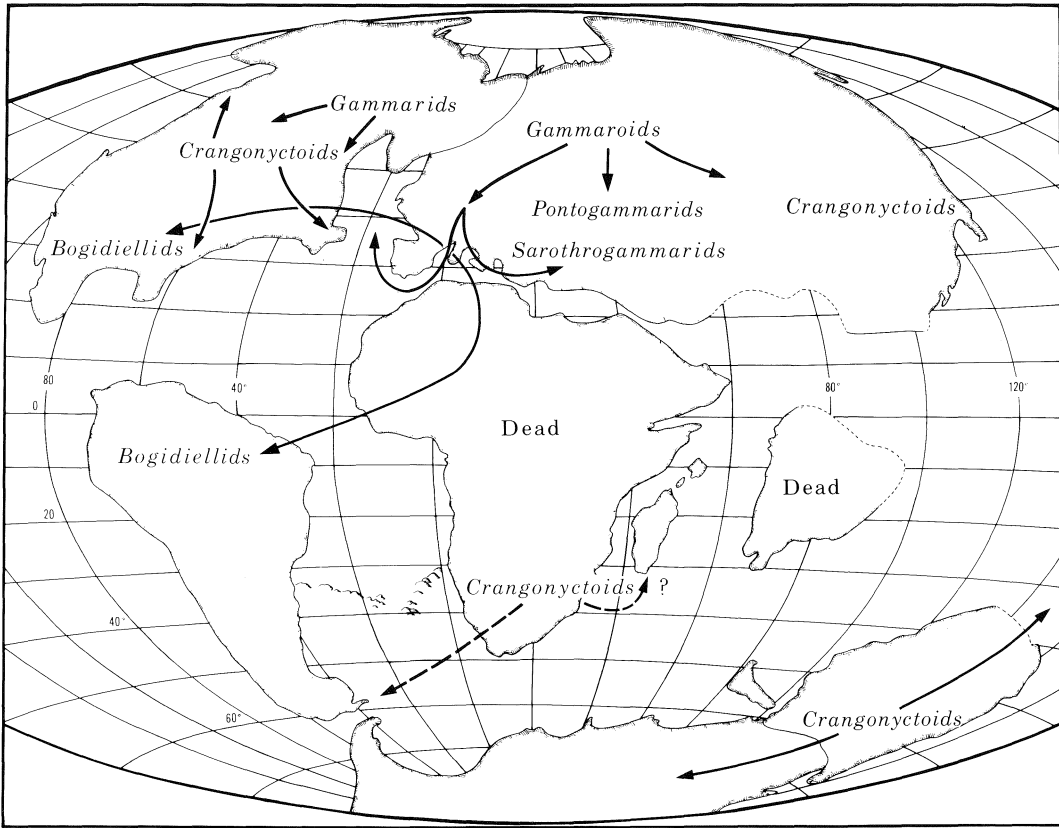 Gammarids
Gammaroids
Crangonyctoids
Pontogammarids
Crangonyctoids
Bogidiellids
Sarothrogammarids
80
40°
80°
120°
0
Dead
Bogidiellids
Dead
20
Crangonyctoids ?
40°
60°
Crangonyctoids